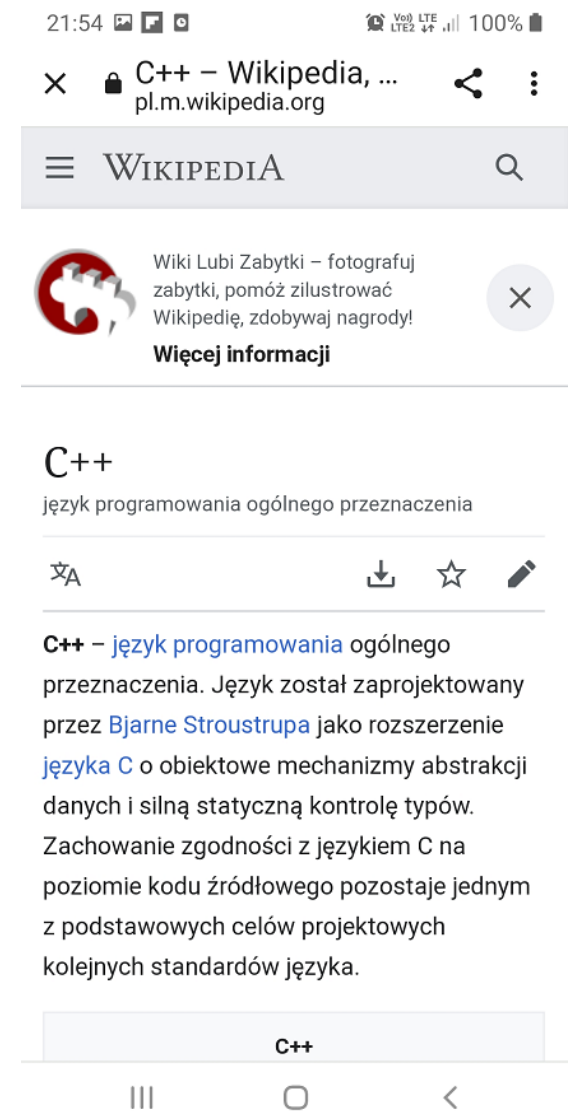 21:54 Vo)) LTE LTE2 100%
C++ – Wikipedia, ...
pl.m.wikipedia.org
WIKIPEDIA
Wiki Lubi Zabytki – fotografuj
zabytki, pomóż zilustrować
Wikipedię, zdobywaj nagrody!
Więcej informacji
C++
język programowania ogólnego przeznaczenia
C++ – język programowania ogólnego
przeznaczenia. Język został zaprojektowany
przez Bjarne Stroustrupa jako rozszerzenie
języka C o obiektowe mechanizmy abstrakcji
danych i silną statyczną kontrolę typów.
Zachowanie zgodności z językiem C na
poziomie kodu źródłowego pozostaje jednym
z podstawowych celów projektowych
kolejnych standardów języka.
C++